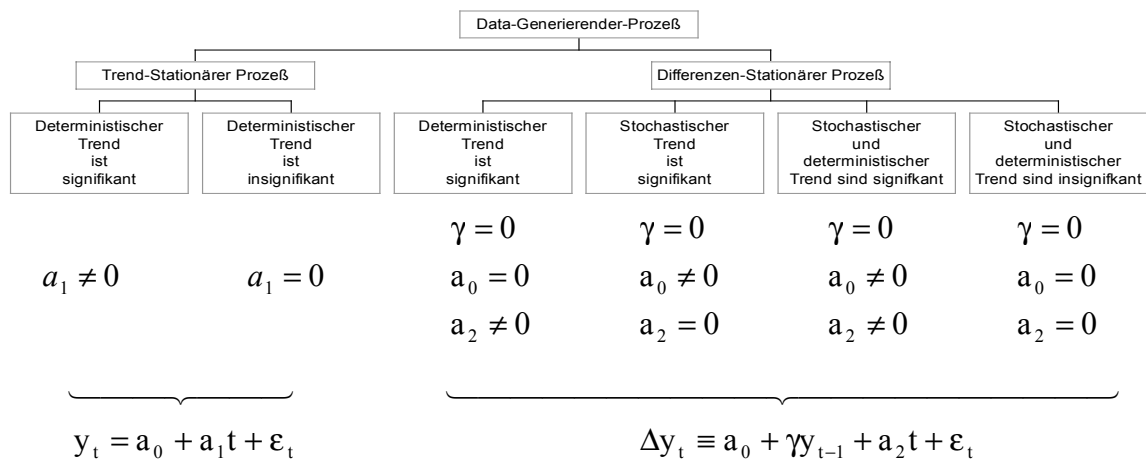 Data-Generierender-Prozeß
Trend-Stationärer Prozeß
Differenzen-Stationärer Prozeß
Deterministischer
Trend
ist
signifikant
Deterministischer
Trend
ist
insignifikant
Deterministischer
Trend
ist
signifikant
Stochastischer
Trend
ist
signifikant
Stochastischer
und
deterministischer
Trend sind signifkant
Stochastischer
und
deterministischer
Trend sind insignifkant
γ = 0
γ = 0
γ = 0
γ = 0
a₁ ≠ 0
a₁ = 0
a₀ = 0
a₀ ≠ 0
a₀ ≠ 0
a₀ = 0
a₂ ≠ 0
a₂ = 0
a₂ ≠ 0
a₂ = 0
yₜ = a₀ + a₁t + εₜ
Δyₜ ≡ a₀ + γyₜ₋₁ + a₂t + εₜ